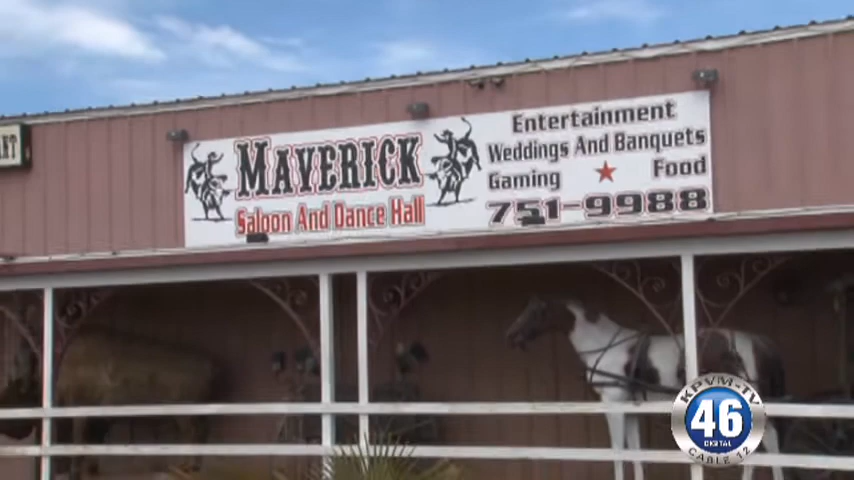 RT
MAVERICK
Saloon And Dance Hall
Entertainment
Weddings And Banquets
Gaming Food
751-9988
KPVM-TV
46
DIGITAL
CABLE 12